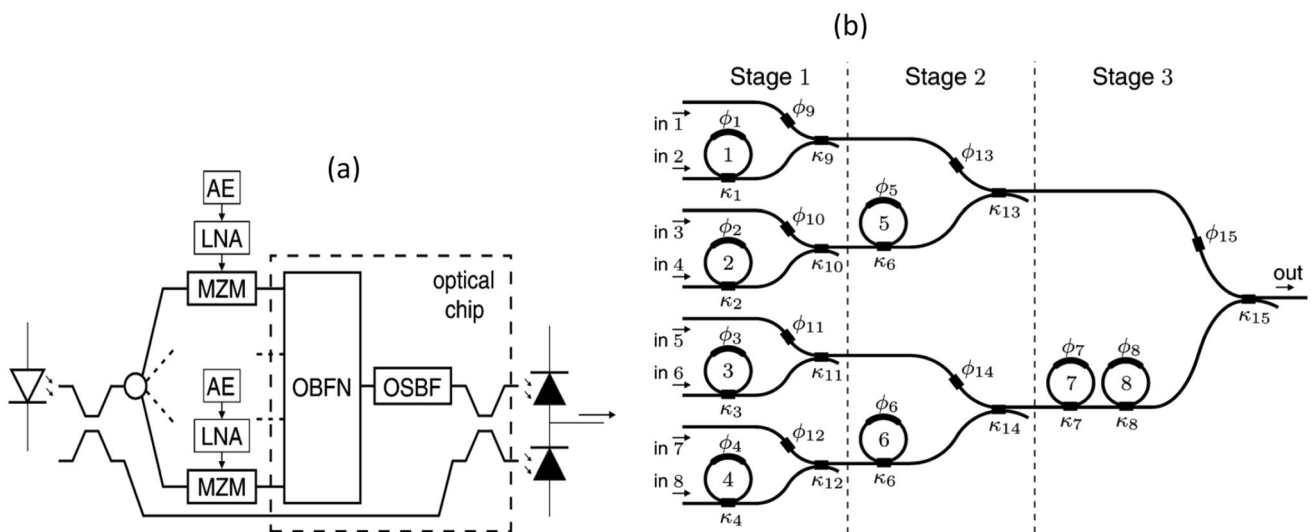 (a)
AE
LNA
MZM
optical
chip
OBFN
OSBF
AE
LNA
MZM
(b)
Stage 1
Stage 2
Stage 3
in 1
ϕ1
ϕ9
in 2
1
κ9
κ1
ϕ13
in 3
ϕ2
ϕ10
ϕ5
5
κ13
in 4
2
κ10
κ6
κ2
ϕ15
out
in 5
ϕ3
ϕ11
κ15
in 6
3
κ11
κ3
ϕ14
ϕ7
ϕ8
7
8
in 7
ϕ4
ϕ12
ϕ6
κ14
κ7
κ8
6
in 8
4
κ12
κ6
κ4